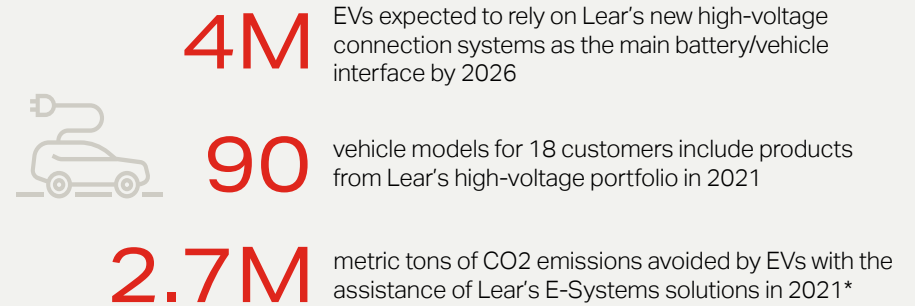 4M
EVs expected to rely on Lear's new high-voltage
connection systems as the main battery/vehicle
interface by 2026
90
vehicle models for 18 customers include products
from Lear's high-voltage portfolio in 2021
2.7M
metric tons of CO2 emissions avoided by EVs with the
assistance of Lear's E-Systems solutions in 2021*